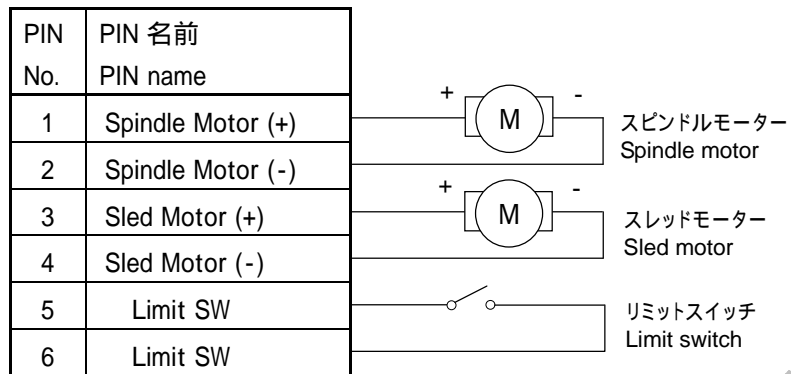 PIN PIN 名前
No. PIN name
1 Spindle Motor (+)
2 Spindle Motor (-)
3 Sled Motor (+)
4 Sled Motor (-)
5 Limit SW
6 Limit SW
+ M -
スピンドルモーター
Spindle motor
+ M -
スレッドモーター
Sled motor
リミットスイッチ
Limit switch